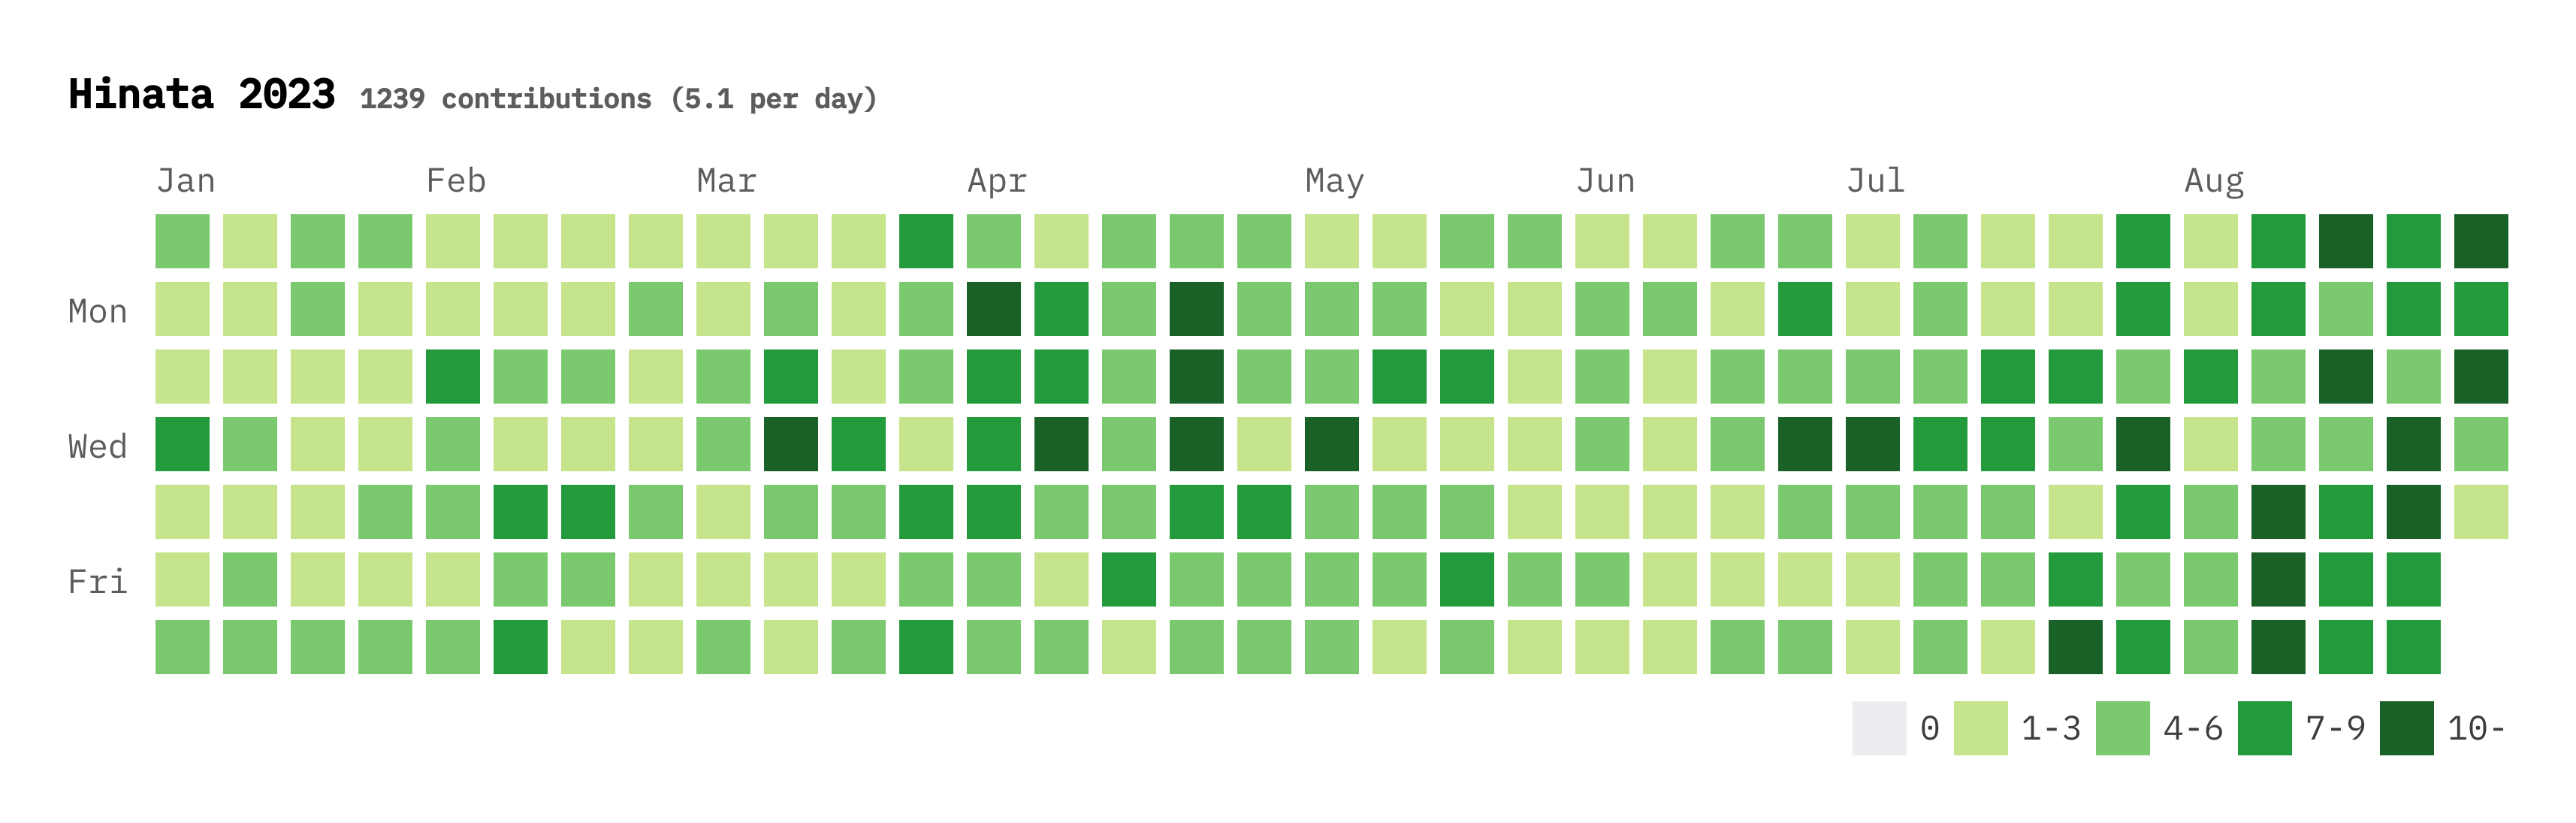 Hinata 2023 1239 contributions (5.1 per day)
Jan Feb Mar Apr May Jun Jul Aug
Mon
Wed
Fri
0 1-3 4-6 7-9 10-